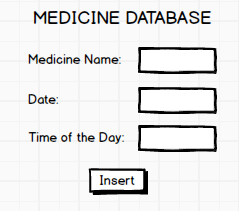 MEDICINE DATABASE
Medicine Name:
Date:
Time of the Day:
Insert